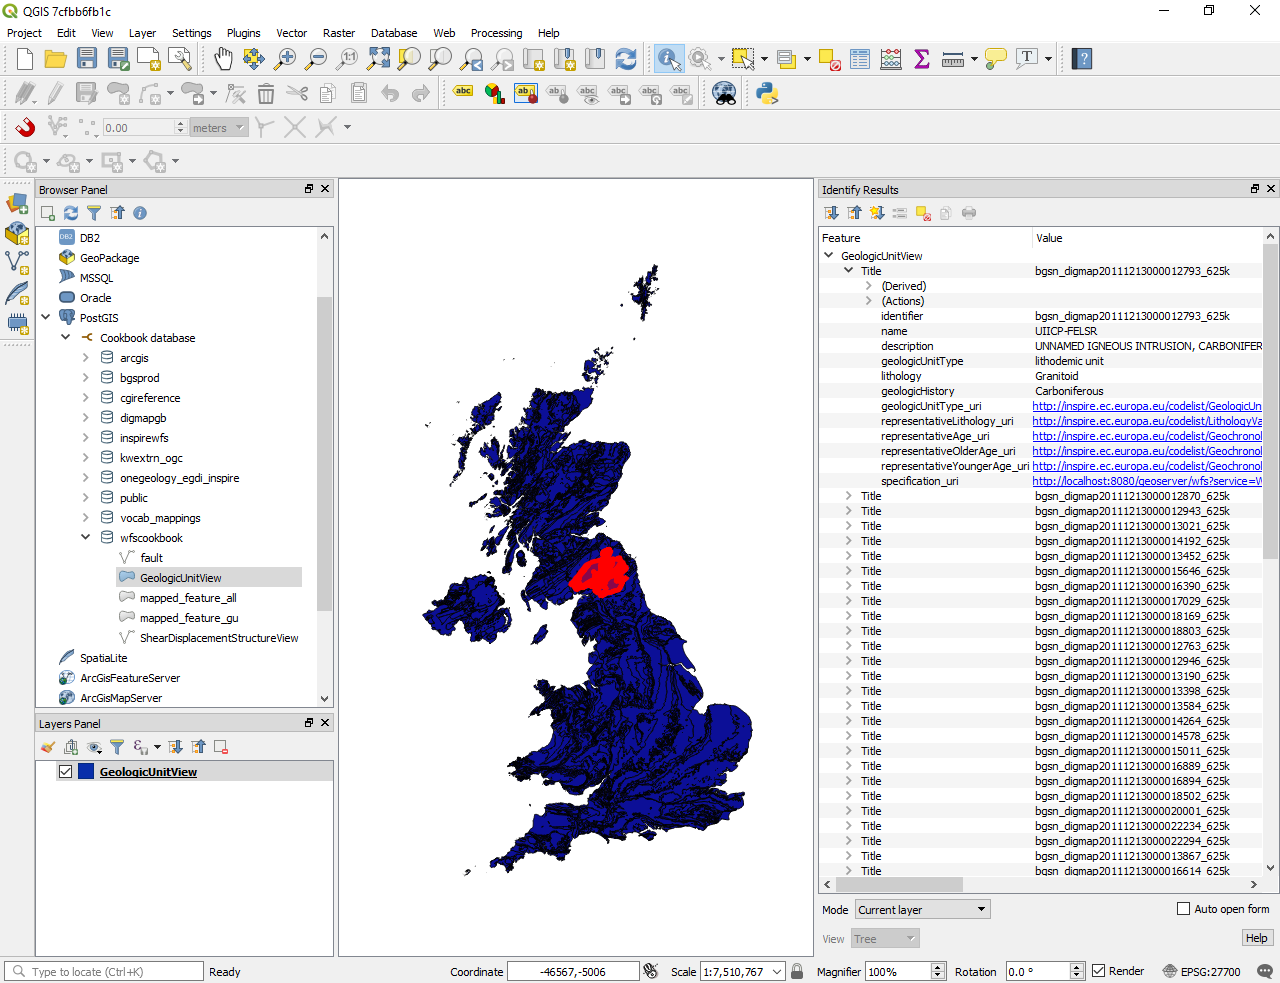 QGIS 7cfbb6fb1c
Project Edit View Layer Settings Plugins Vector Raster Database Web Processing Help
0.00 meters
Browser Panel
DB2
GeoPackage
MSSQL
Oracle
PostGIS
Cookbook database
arcgis
bgsprod
cgireference
digmapgb
inspirewfs
kwextrn_ogc
onegeology_egdi_inspire
public
vocab_mappings
wfscookbook
fault
GeologicUnitView
mapped_feature_all
mapped_feature_gu
ShearDisplacementStructureView
SpatiaLite
ArcGisFeatureServer
ArcGisMapServer
Layers Panel
GeologicUnitView
Identify Results
Feature Value
GeologicUnitView
Title bgsn_digmap20111213000012793_625k
(Derived)
(Actions)
identifier bgsn_digmap20111213000012793_625k
name UIICP-FELSR
description UNNAMED IGNEOUS INTRUSION, CARBONIFER
geologicUnitType lithodemic unit
lithology Granitoid
geologicHistory Carboniferous
geologicUnitType_uri http://inspire.ec.europa.eu/codelist/GeologicUn
representativeLithology_uri http://inspire.ec.europa.eu/codelist/LithologyVa
representativeAge_uri http://inspire.ec.europa.eu/codelist/Geochronol
representativeOlderAge_uri http://inspire.ec.europa.eu/codelist/Geochronol
representativeYoungerAge_uri http://inspire.ec.europa.eu/codelist/Geochronol
specification_uri http://localhost:8080/geoserver/wfs?service=W
Title bgsn_digmap20111213000012870_625k
Title bgsn_digmap20111213000012943_625k
Title bgsn_digmap20111213000013021_625k
Title bgsn_digmap20111213000014192_625k
Title bgsn_digmap20111213000013452_625k
Title bgsn_digmap20111213000015646_625k
Title bgsn_digmap20111213000016390_625k
Title bgsn_digmap20111213000017029_625k
Title bgsn_digmap20111213000018169_625k
Title bgsn_digmap20111213000018803_625k
Title bgsn_digmap20111213000012763_625k
Title bgsn_digmap20111213000012946_625k
Title bgsn_digmap20111213000013190_625k
Title bgsn_digmap20111213000013398_625k
Title bgsn_digmap20111213000013584_625k
Title bgsn_digmap20111213000014264_625k
Title bgsn_digmap20111213000014578_625k
Title bgsn_digmap20111213000015011_625k
Title bgsn_digmap20111213000016889_625k
Title bgsn_digmap20111213000016894_625k
Title bgsn_digmap20111213000018502_625k
Title bgsn_digmap20111213000020001_625k
Title bgsn_digmap20111213000022234_625k
Title bgsn_digmap20111213000022294_625k
Title bgsn_digmap20111213000013867_625k
Title bgsn_digmap20111213000016614_625k
Mode Current layer Auto open form
View Tree Help
Type to locate (Ctrl+K) Ready Coordinate -46567,-5006 Scale 1:7,510,767 Magnifier 100% Rotation 0.0 ° Render EPSG:27700